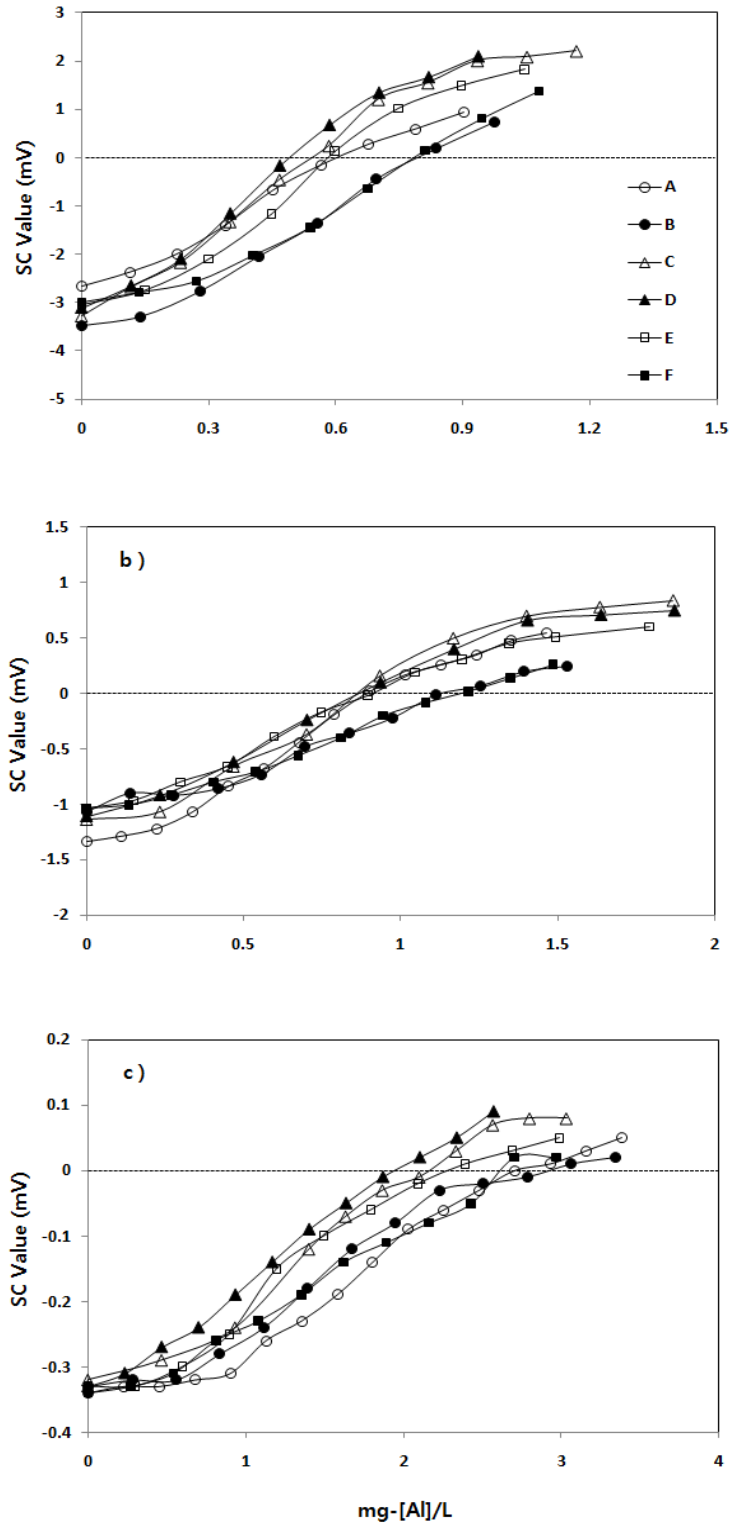 3
2
1
0
-1
-2
-3
-4
-5
SC Value (mV)
A
B
C
D
E
F
0 0.3 0.6 0.9 1.2 1.5
b )
1.5
1
0.5
0
-0.5
-1
-1.5
-2
SC Value (mV)
0 0.5 1 1.5 2
c )
0.2
0.1
0
-0.1
-0.2
-0.3
-0.4
SC Value (mV)
0 1 2 3 4
mg-[Al]/L